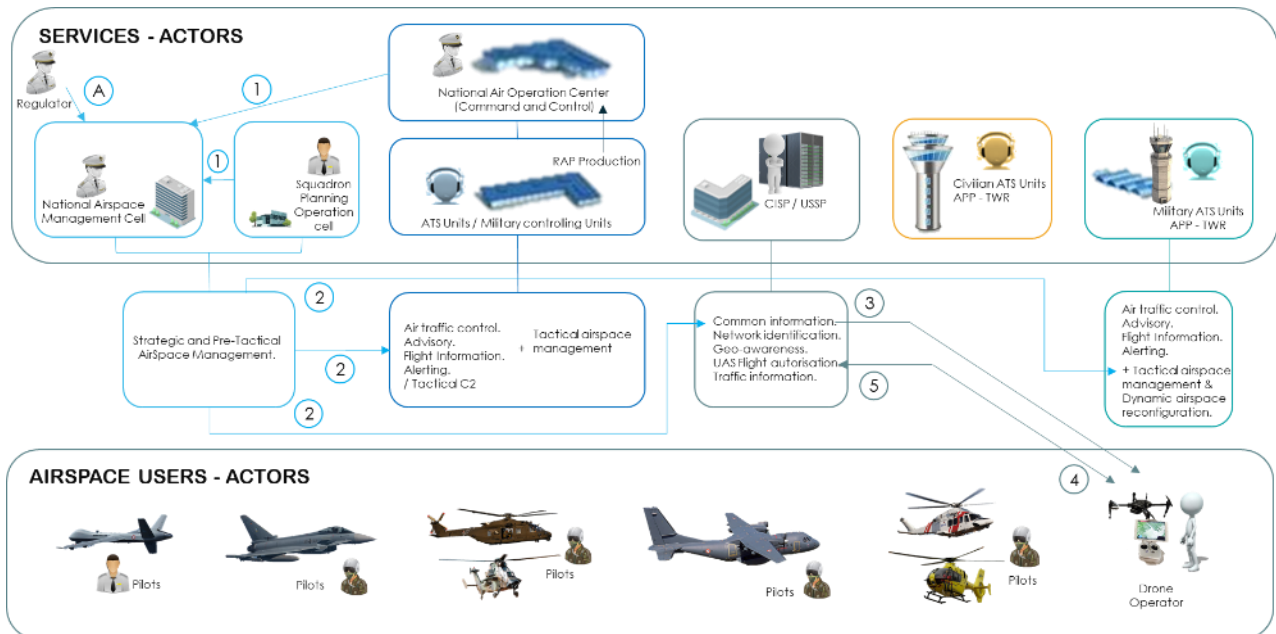 SERVICES - ACTORS
Regulator
A
1
National Air Operation Center
(Command and Control)
1
National Airspace
Management Cell
Squadron
Planning
Operation
cell
RAP Production
ATS Units / Military controlling Units
CISP / USSP
Civilian ATS Units
APP - TWR
Military ATS Units
APP - TWR
2
3
Strategic and Pre-Tactical
AirSpace Management.
2
Air traffic control.
Advisory.
Flight Information.
Alerting.
/ Tactical C2
+ Tactical airspace
management
Common information.
Network identification.
Geo-awareness.
UAS Flight autorisation
Traffic information.
5
Air traffic control.
Advisory.
Flight Information.
Alerting.
+ Tactical airspace
management &
Dynamic airspace
reconfiguration.
2
AIRSPACE USERS - ACTORS
4
Pilots
Pilots
Pilots
Pilots
Pilots
Drone
Operator